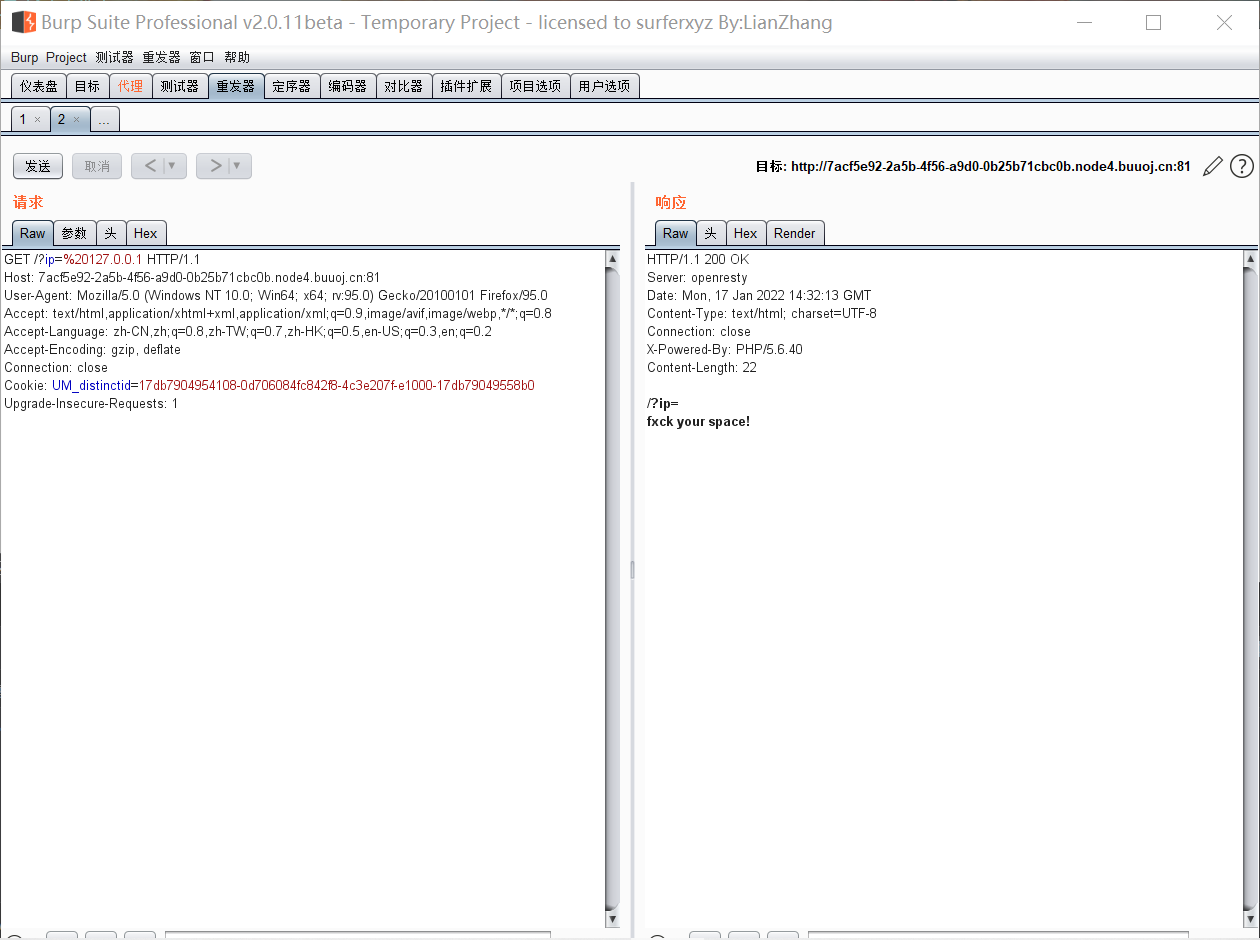 Burp Suite Professional v2.0.11beta - Temporary Project - licensed to surferxyz By:LianZhang
Burp Project 测试器 重发器 窗口 帮助
仪表盘 目标 代理 测试器 重发器 定序器 编码器 对比器 插件扩展 项目选项 用户选项
1 × 2 × ...
发送 取消 < > 目标: http://7acf5e92-2a5b-4f56-a9d0-0b25b71cbc0b.node4.buuoj.cn:81 ?
请求
Raw 参数 头 Hex
GET /?ip=%20127.0.0.1 HTTP/1.1
Host: 7acf5e92-2a5b-4f56-a9d0-0b25b71cbc0b.node4.buuoj.cn:81
User-Agent: Mozilla/5.0 (Windows NT 10.0; Win64; x64; rv:95.0) Gecko/20100101 Firefox/95.0
Accept: text/html,application/xhtml+xml,application/xml;q=0.9,image/avif,image/webp,*/*;q=0.8
Accept-Language: zh-CN,zh;q=0.8,zh-TW;q=0.7,zh-HK;q=0.5,en-US;q=0.3,en;q=0.2
Accept-Encoding: gzip, deflate
Connection: close
Cookie: UM_distinctid=17db7904954108-0d706084fc842f8-4c3e207f-e1000-17db79049558b0
Upgrade-Insecure-Requests: 1
响应
Raw 头 Hex Render
HTTP/1.1 200 OK
Server: openresty
Date: Mon, 17 Jan 2022 14:32:13 GMT
Content-Type: text/html; charset=UTF-8
Connection: close
X-Powered-By: PHP/5.6.40
Content-Length: 22
/?ip=
fxck your space!